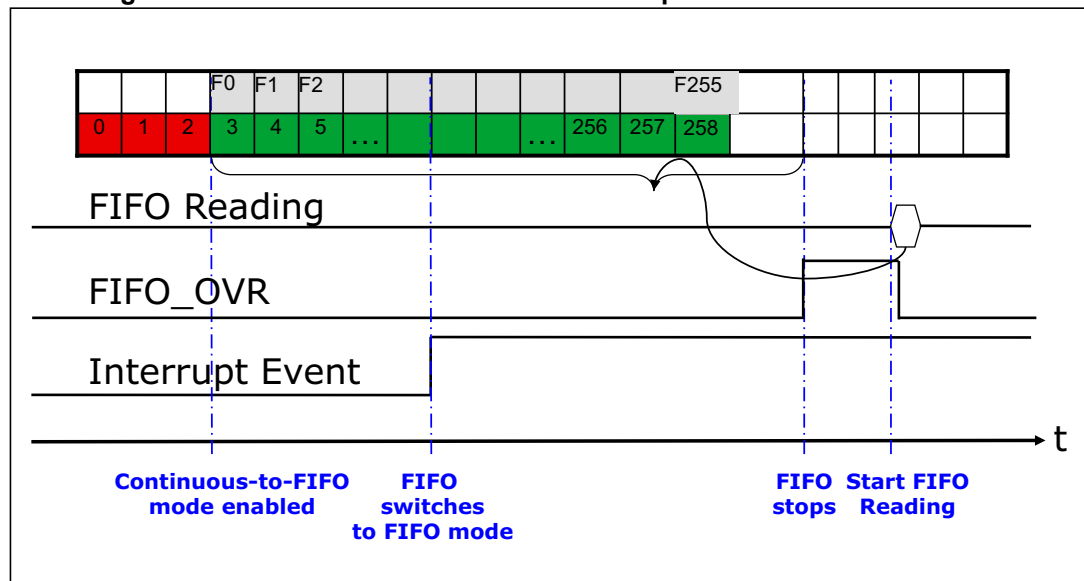 F0 F1 F2 F255
0 1 2 3 4 5 ... ... 256 257 258
FIFO Reading
FIFO_OVR
Interrupt Event
t
Continuous-to-FIFO
mode enabled
FIFO
switches
to FIFO mode
FIFO
stops
Start FIFO
Reading